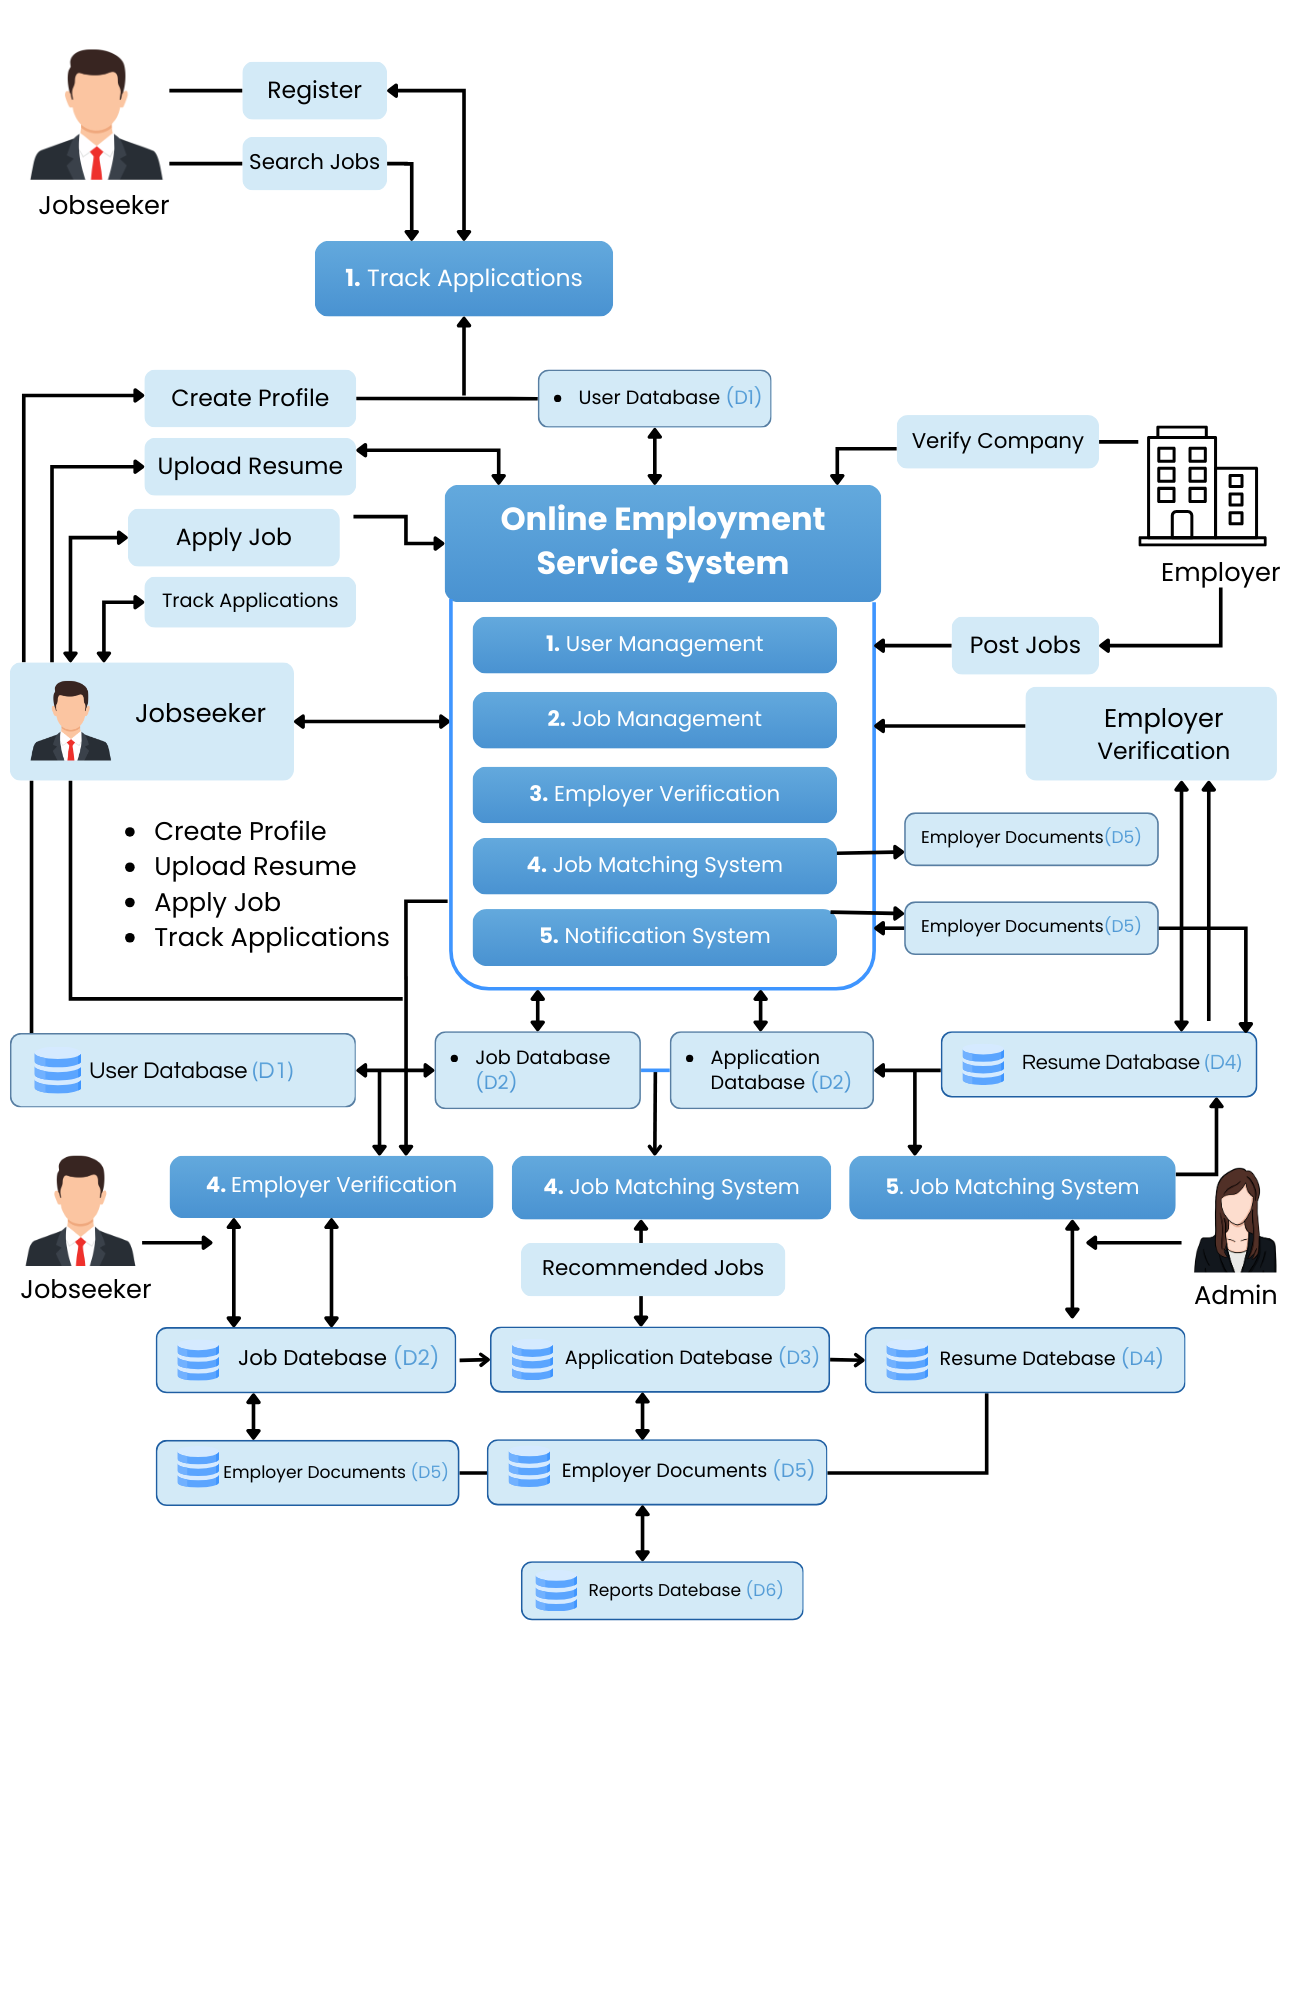 Register
Search Jobs
Jobseeker
1. Track Applications
Create Profile
• User Database (D1)
Upload Resume
Verify Company
Apply Job
Online Employment
Service System
Employer
Track Applications
1. User Management
Post Jobs
Jobseeker
2. Job Management
Employer
Verification
3. Employer Verification
• Create Profile
• Upload Resume
• Apply Job
• Track Applications
4. Job Matching System
Employer Documents(D5)
5. Notification System
Employer Documents(D5)
User Database (D1)
• Job Database
(D2)
• Application
Database (D2)
Resume Database (D4)
4. Employer Verification
4. Job Matching System
5. Job Matching System
Jobseeker
Recommended Jobs
Admin
Job Datebase (D2)
Application Datebase (D3)
Resume Datebase (D4)
Employer Documents (D5)
Employer Documents (D5)
Reports Datebase (D6)